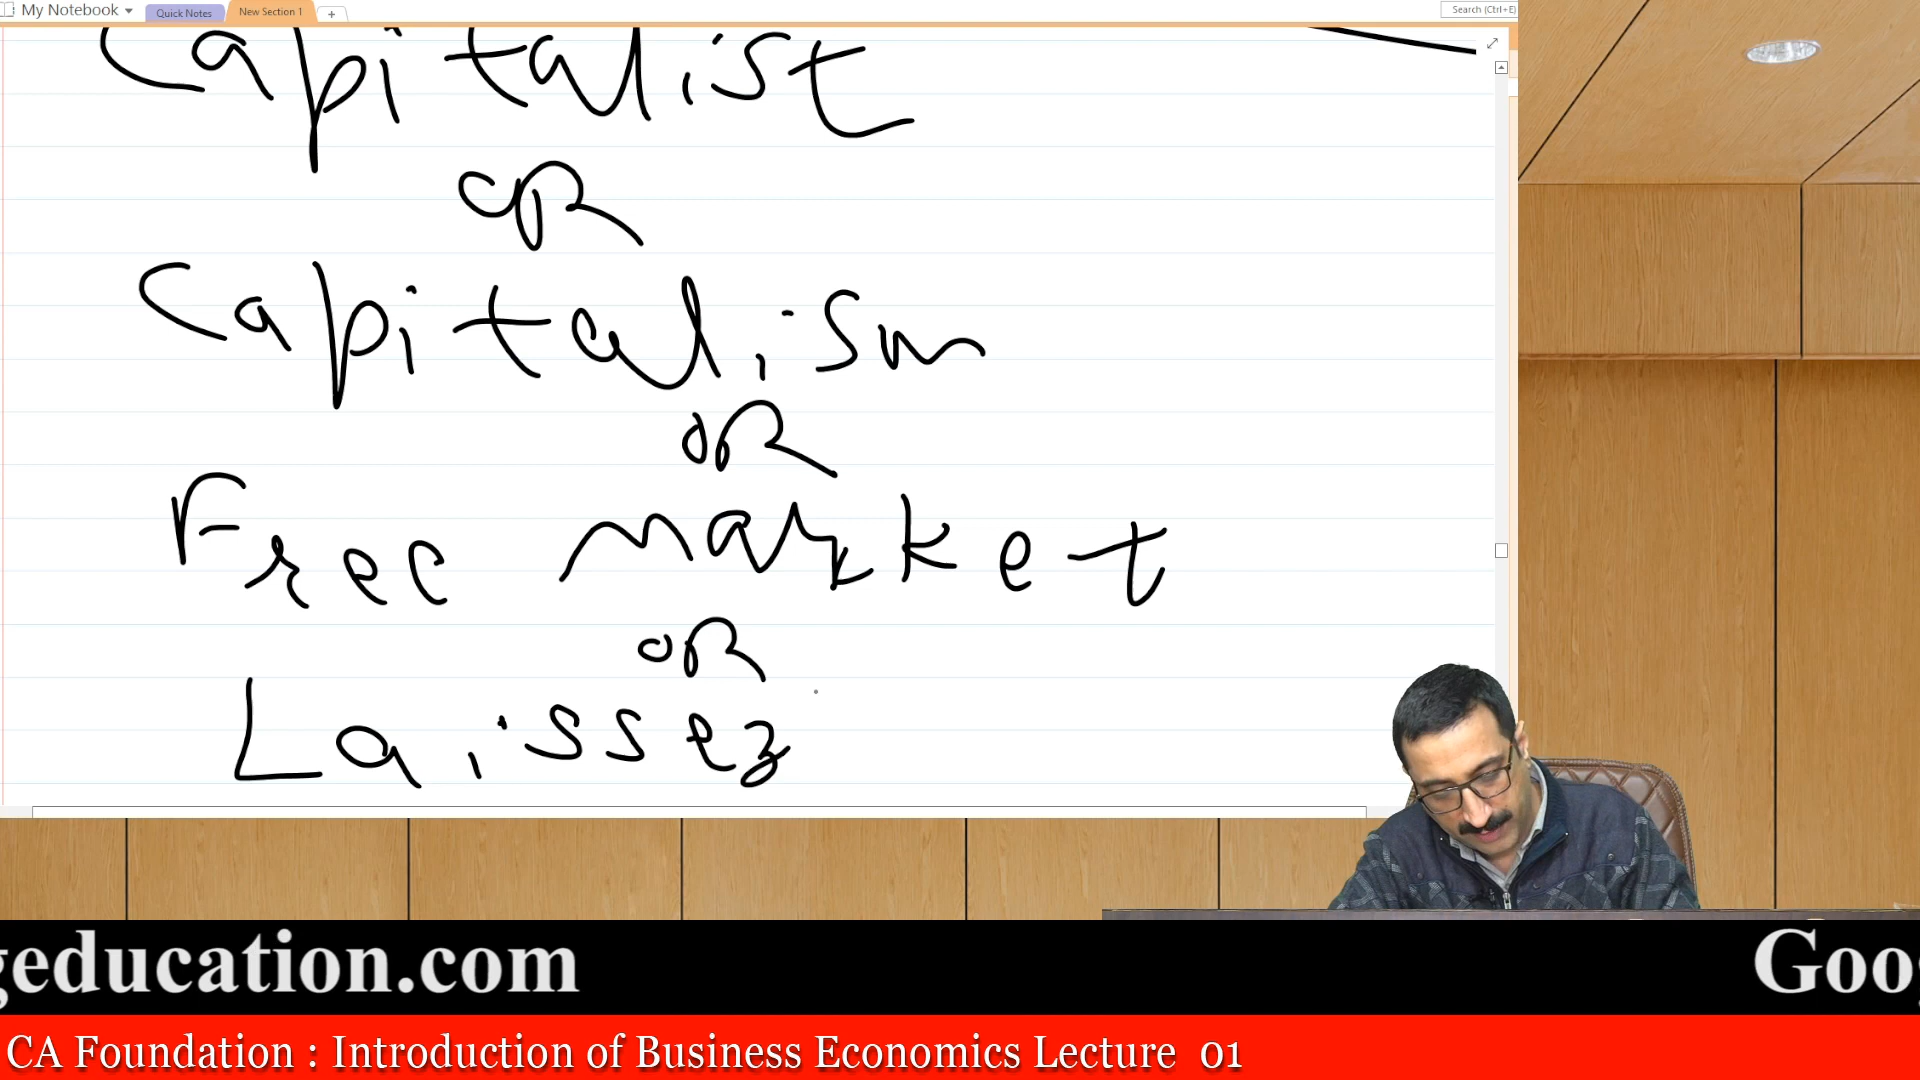 My Notebook
Quick Notes
New Section 1
+
Search (Ctrl+E)
Capitalist
OR
Capitalism
OR
Free market
OR
Laissez
geducation.com
Goo
CA Foundation : Introduction of Business Economics Lecture 01